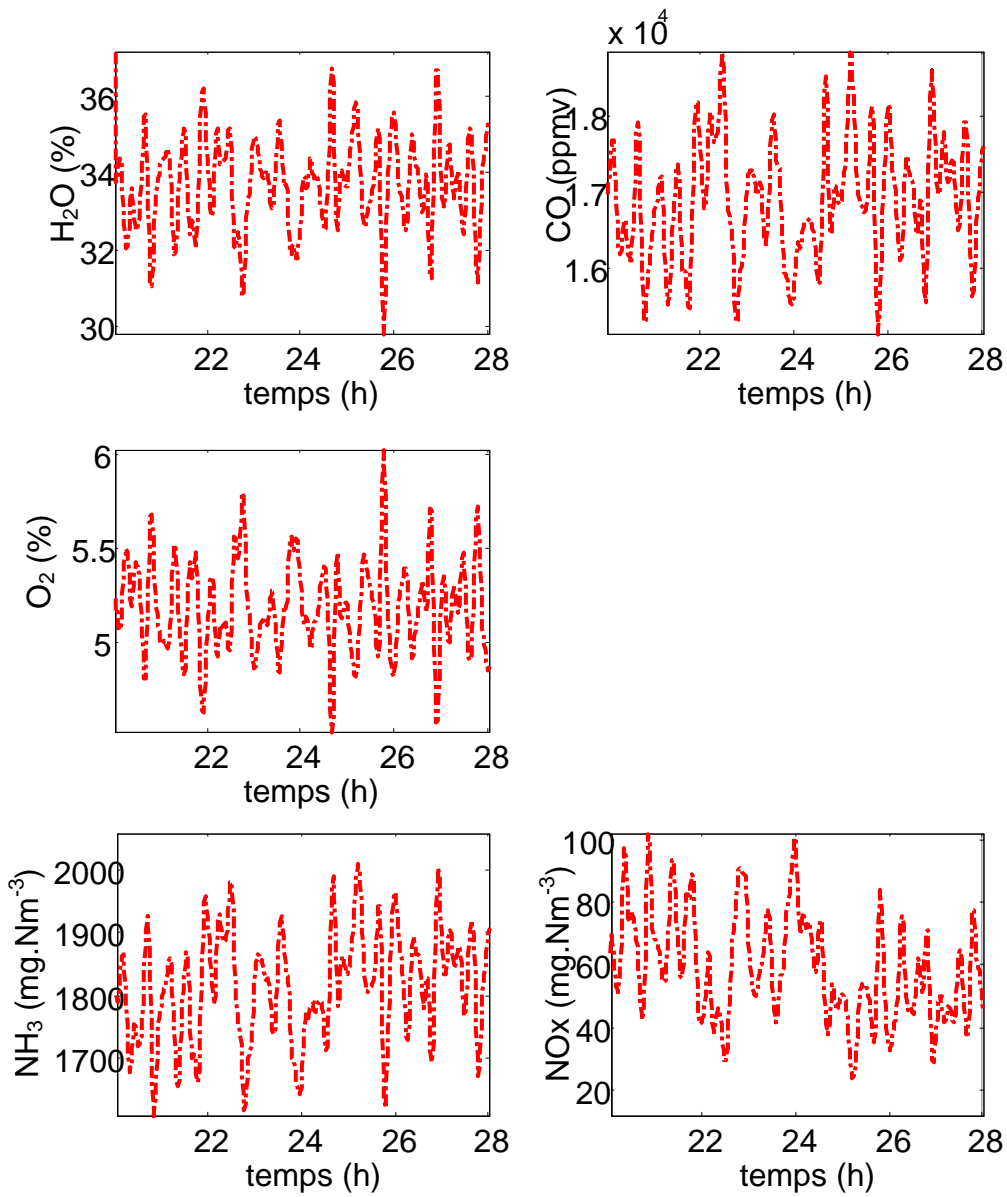 x 10⁴
H₂O (%)
36
34
32
30
22 24 26 28
temps (h)
CO (ppmv)
1.8
1.7
1.6
22 24 26 28
temps (h)
O₂ (%)
6
5.5
5
22 24 26 28
temps (h)
NH₃ (mg.Nm⁻³)
2000
1900
1800
1700
22 24 26 28
temps (h)
NOx (mg.Nm⁻³)
100
80
60
40
20
22 24 26 28
temps (h)